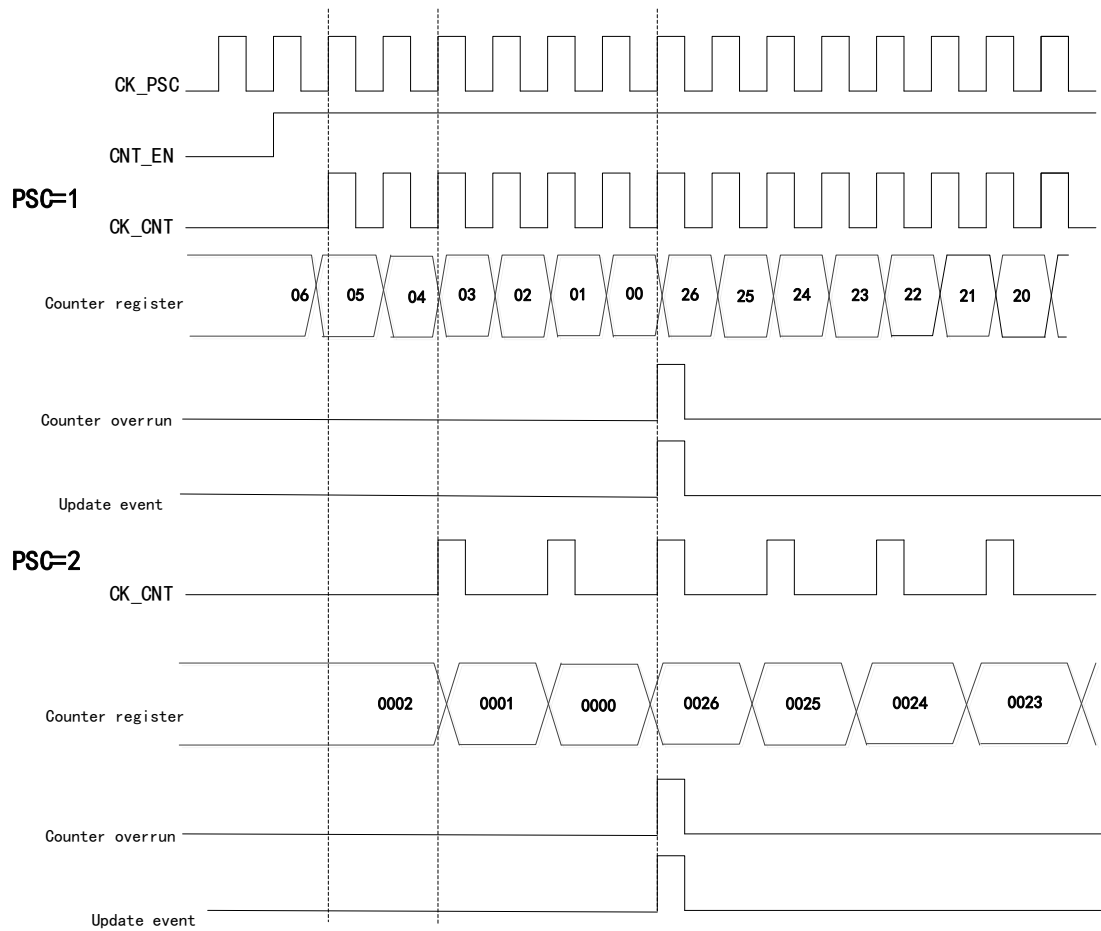 CK_PSC
CNT_EN
PSC=1
CK_CNT
Counter register 06 05 04 03 02 01 00 26 25 24 23 22 21 20
Counter overrun
Update event
PSC=2
CK_CNT
Counter register 0002 0001 0000 0026 0025 0024 0023
Counter overrun
Update event